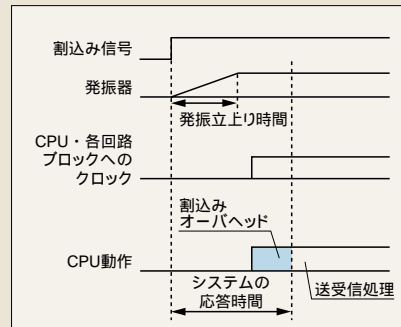 割込み信号
発振器
発振立上り時間
CPU・各回路
ブロックへの
クロック
割込み
オーバヘッド
CPU動作
システムの
応答時間
送受信処理